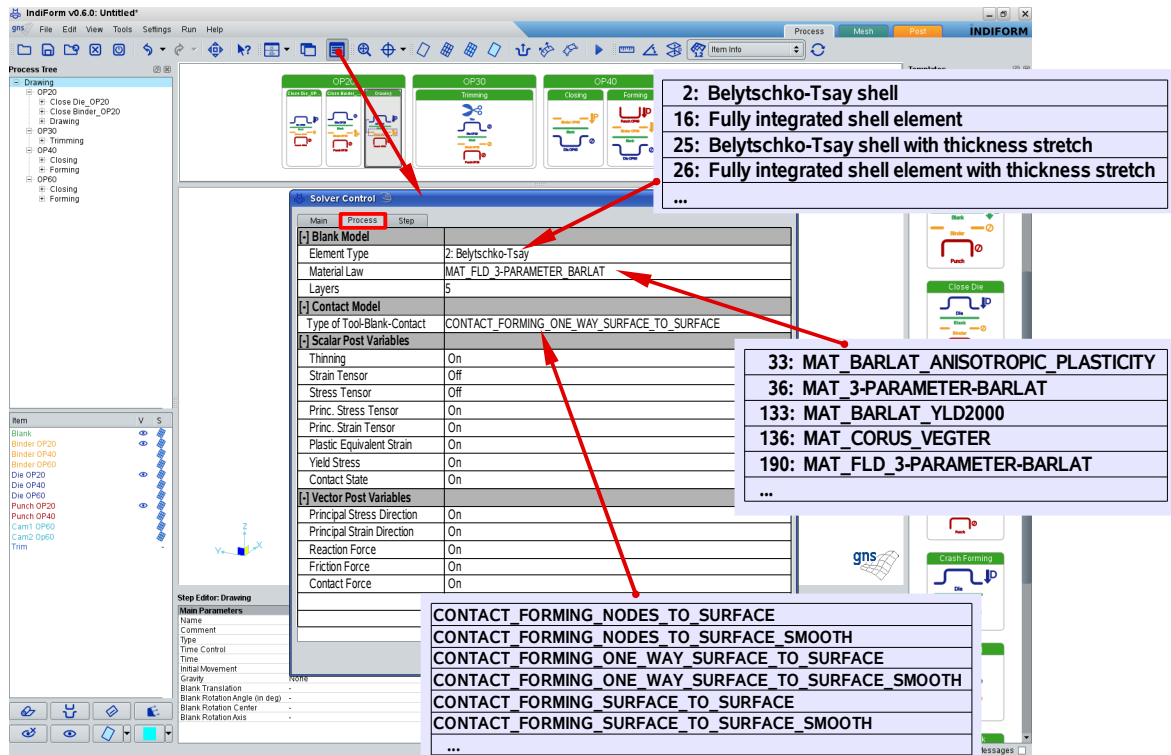 IndiForm v0.6.0: Untitled*
gns File Edit View Tools Settings Run Help
Process Mesh Post INDIFORM
Item Info
Process Tree
Drawing
OP20
Close Die_OP20
Close Binder_OP20
Drawing
OP30
Trimming
OP40
Closing
Forming
OP60
Closing
Forming
OP20 OP30 OP40
Drawing Trimming Closing Forming
2: Belytschko-Tsay shell
16: Fully integrated shell element
25: Belytschko-Tsay shell with thickness stretch
26: Fully integrated shell element with thickness stretch
...
Solver Control
Main Process Step
[-] Blank Model
Element Type 2: Belytschko-Tsay
Material Law MAT_FLD_3-PARAMETER_BARLAT
Layers 5
[-] Contact Model
Type of Tool-Blank-Contact CONTACT_FORMING_ONE_WAY_SURFACE_TO_SURFACE
[-] Scalar Post Variables
Thinning On
Strain Tensor Off
Stress Tensor Off
Princ. Stress Tensor On
Princ. Strain Tensor On
Plastic Equivalent Strain On
Yield Stress On
Contact State On
[-] Vector Post Variables
Principal Stress Direction On
Principal Strain Direction On
Reaction Force On
Friction Force On
Contact Force On
Blank
Binder
Punch
Close Die
Die
Blank
Binder
33: MAT_BARLAT_ANISOTROPIC_PLASTICITY
36: MAT_3-PARAMETER-BARLAT
133: MAT_BARLAT_YLD2000
136: MAT_CORUS_VEGTER
190: MAT_FLD_3-PARAMETER-BARLAT
...
Punch
gns
Crash Forming
Die
Item V S
Blank
Binder OP20
Binder OP40
Binder OP60
Die OP20
Die OP40
Die OP60
Punch OP20
Punch OP40
Cam1 OP60
Cam2 Op60
Trim -
Z
Y X
Step Editor: Drawing
Main Parameters
Name
Comment
Type
Time Control
Time
Initial Movement
Gravity None
Blank Translation -
Blank Rotation Angle (in deg) -
Blank Rotation Center -
Blank Rotation Axis -
CONTACT_FORMING_NODES_TO_SURFACE
CONTACT_FORMING_NODES_TO_SURFACE_SMOOTH
CONTACT_FORMING_ONE_WAY_SURFACE_TO_SURFACE
CONTACT_FORMING_ONE_WAY_SURFACE_TO_SURFACE_SMOOTH
CONTACT_FORMING_SURFACE_TO_SURFACE
CONTACT_FORMING_SURFACE_TO_SURFACE_SMOOTH
...